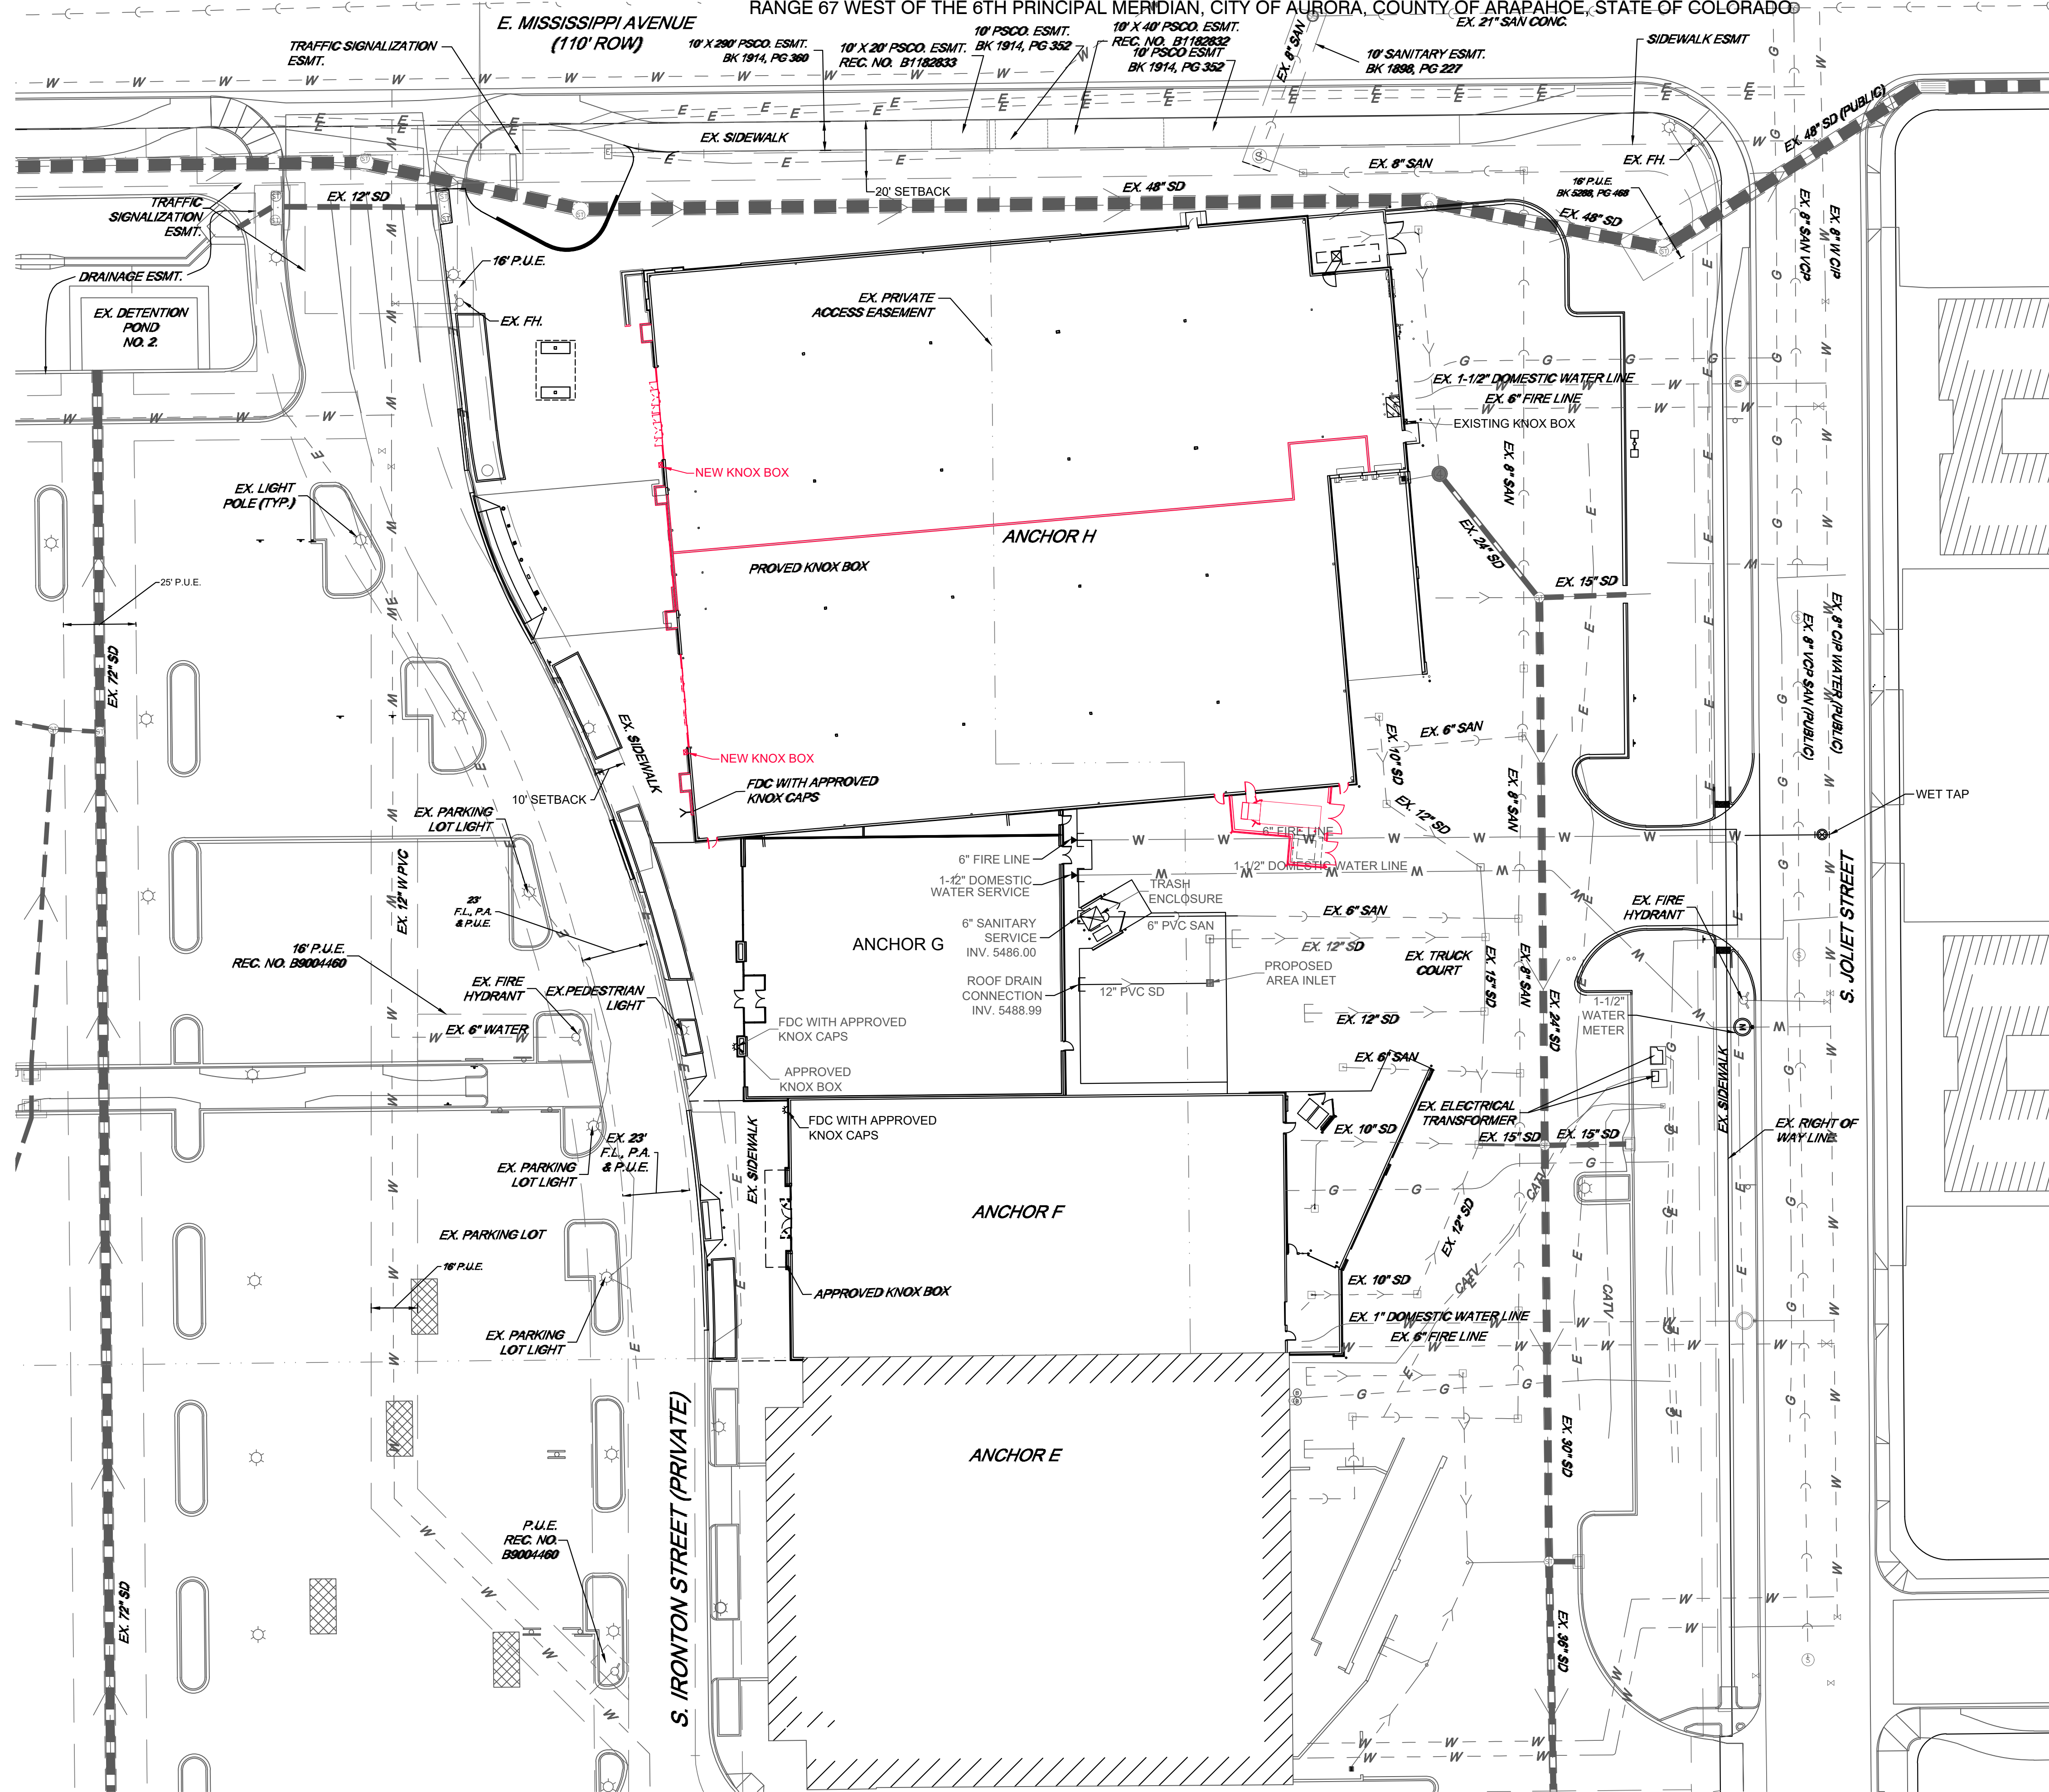 RANGE 67 WEST OF THE 6TH PRINCIPAL MERIDIAN, CITY OF AURORA, COUNTY OF ARAPAHOE, STATE OF COLORADO
E. MISSISSIPPI AVENUE
(110' ROW)
TRAFFIC SIGNALIZATION
ESMT.
10' X 290' PSCO. ESMT.
BK 1914, PG 360
10' X 20' PSCO. ESMT.
REC. NO. B1182833
10' PSCO. ESMT.
BK 1914, PG 352
10' X 40' PSCO. ESMT.
REC. NO. B1182832
10' PSCO ESMT
BK 1914, PG 352
EX. 8" SAN
EX. 21" SAN CONC.
10' SANITARY ESMT.
BK 1898, PG 227
SIDEWALK ESMT
EX. 48" SD (PUBLIC)
EX. SIDEWALK
EX. 8" SAN
EX. FH.
EX. 12" SD
20' SETBACK
EX. 48" SD
16' P.U.E.
BK 5288, PG 468
EX. 48" SD
TRAFFIC
SIGNALIZATION
ESMT.
EX. 8" SAN VCP
EX. 8" W CIP
DRAINAGE ESMT.
16' P.U.E.
EX. DETENTION
POND
NO. 2.
EX. FH.
EX. PRIVATE
ACCESS EASEMENT
EX. 1-1/2" DOMESTIC WATER LINE
EX. 6" FIRE LINE
EXISTING KNOX BOX
EX. 8" SAN
NEW KNOX BOX
EX. LIGHT
POLE (TYP.)
ANCHOR H
EX. 24" SD
PROVED KNOX BOX
EX. 15" SD
25' P.U.E.
EX. 72" SD
EX. 8" VCP SAN (PUBLIC)
EX. 8" CIP WATER (PUBLIC)
EX. SIDEWALK
EX. 6" SAN
EX. 10" SD
NEW KNOX BOX
FDC WITH APPROVED
KNOX CAPS
EX. 8" SAN
10' SETBACK
WET TAP
EX. PARKING
LOT LIGHT
EX. 12" SD
6" FIRE LINE
6" FIRE LINE
1-1/2" DOMESTIC WATER LINE
1-12" DOMESTIC
WATER SERVICE
TRASH
ENCLOSURE
EX. 12" W PVC
23'
F.L., P.A.
& P.U.E.
6" SANITARY
SERVICE
INV. 5486.00
6" PVC SAN
EX. 6" SAN
EX. FIRE
HYDRANT
S. JOLIET STREET
ANCHOR G
EX. 12" SD
EX. TRUCK
COURT
16' P.U.E.
REC. NO. B9004460
EX. FIRE
HYDRANT
EX.PEDESTRIAN
LIGHT
ROOF DRAIN
CONNECTION
INV. 5488.99
12" PVC SD
PROPOSED
AREA INLET
EX. 15" SD
EX. 8" SAN
EX. 24" SD
1-1/2"
WATER
METER
EX. 6" WATER
FDC WITH APPROVED
KNOX CAPS
EX. 12" SD
EX. 6" SAN
APPROVED
KNOX BOX
EX. SIDEWALK
EX. ELECTRICAL
TRANSFORMER
FDC WITH APPROVED
KNOX CAPS
EX. 10" SD
EX. 15" SD
EX. 15" SD
EX. RIGHT OF
WAY LINE
EX. 23'
F.L., P.A.
& P.U.E.
EX. PARKING
LOT LIGHT
EX. SIDEWALK
CATV
ANCHOR F
EX. 12" SD
EX. PARKING LOT
16' P.U.E.
CATV
EX. 10" SD
CATV
APPROVED KNOX BOX
EX. 1" DOMESTIC WATER LINE
EX. 6" FIRE LINE
EX. PARKING
LOT LIGHT
S. IRONTON STREET (PRIVATE)
ANCHOR E
EX. 30" SD
P.U.E.
REC. NO.
B9004460
EX. 72" SD
EX. 36" SD